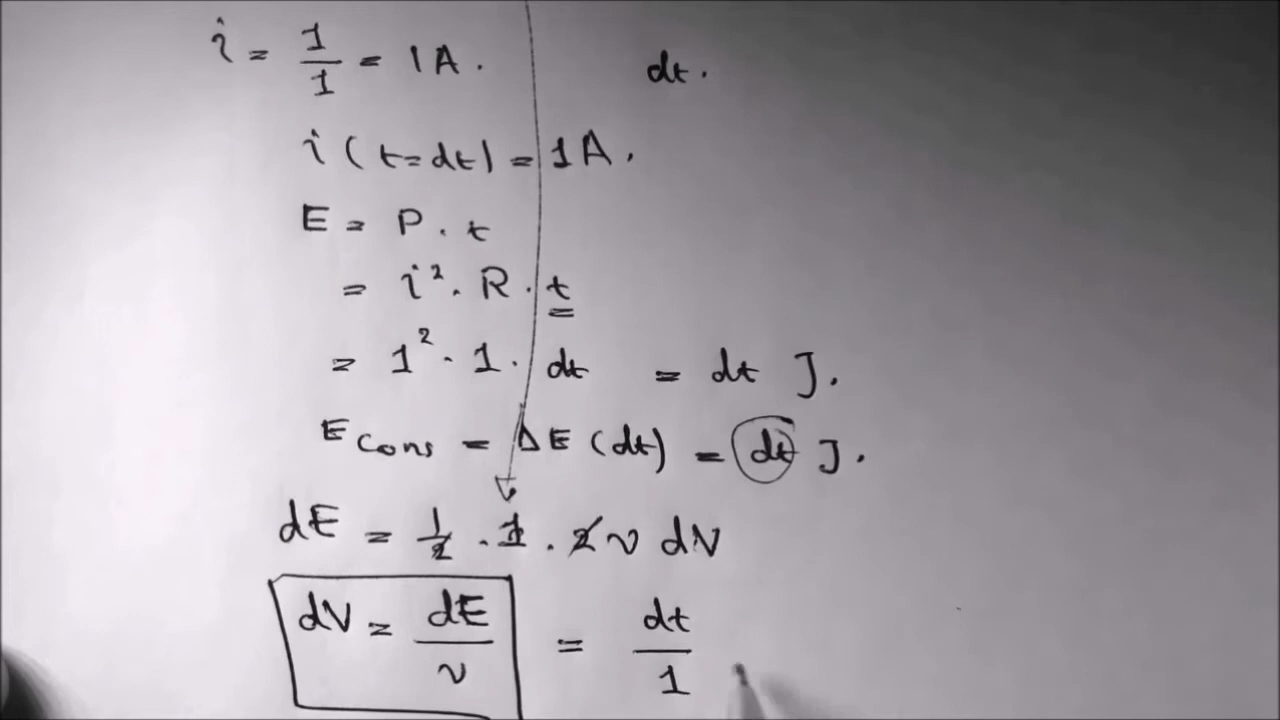 i = 1/1 = 1A.
dt.
i (t=dt) = 1A.
E = P. t
= i². R. t
= 1². 1. dt = dt J.
E cons = ΔE (dt) = dt J.
dE = 1/2 . 1 . 2v dV
dV = dE/v = dt/1